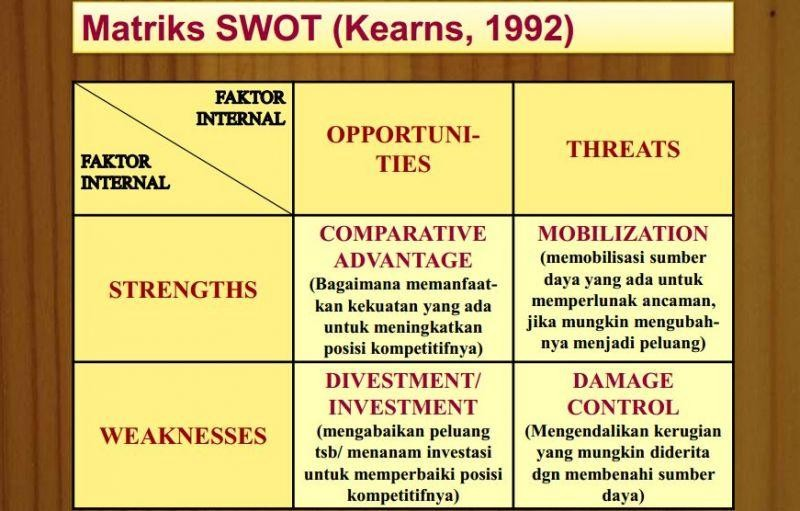 Matriks SWOT (Kearns, 1992)
FAKTOR
INTERNAL
FAKTOR
INTERNAL
OPPORTUNI-
TIES
THREATS
STRENGTHS
COMPARATIVE
ADVANTAGE
(Bagaimana memanfaat-
kan kekuatan yang ada
untuk meningkatkan
posisi kompetitifnya)
MOBILIZATION
(memobilisasi sumber
daya yang ada untuk
memperlunak ancaman,
jika mungkin mengubah-
nya menjadi peluang)
WEAKNESSES
DIVESTMENT/
INVESTMENT
(mengabaikan peluang
tsb/ menanam investasi
untuk memperbaiki posisi
kompetitifnya)
DAMAGE
CONTROL
(Mengendalikan kerugian
yang mungkin diderita
dgn membenahi sumber
daya)